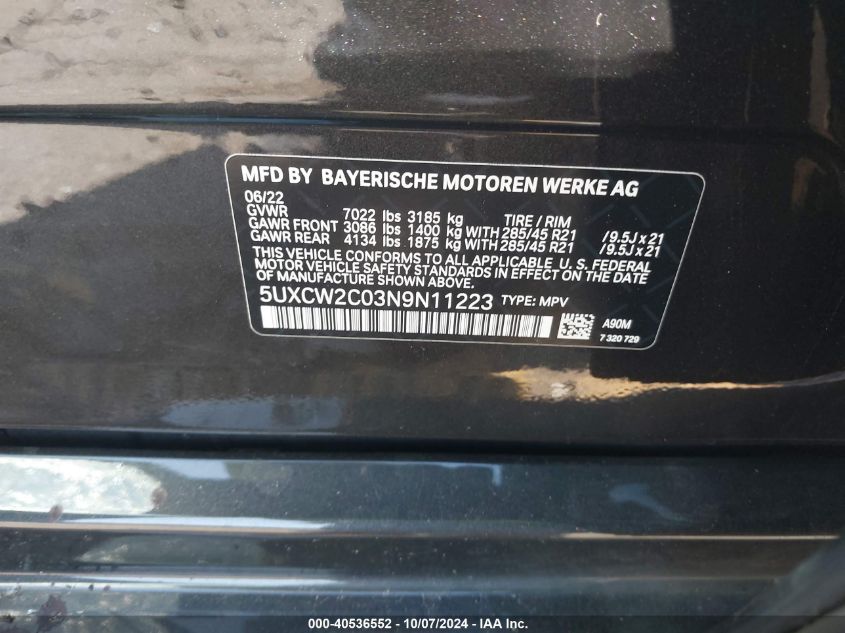 MFD BY BAYERISCHE MOTOREN WERKE AG
06/22
GVWR 7022 lbs 3185 kg TIRE / RIM
GAWR FRONT 3086 lbs 1400 kg WITH 285/45 R21 / 9.5J x 21
GAWR REAR 4134 lbs 1875 kg WITH 285/45 R21 / 9.5J x 21
THIS VEHICLE CONFORMS TO ALL APPLICABLE U. S. FEDERAL
MOTOR VEHICLE SAFETY STANDARDS IN EFFECT ON THE DATE
OF MANUFACTURE SHOWN ABOVE.
5UXCW2C03N9N11223 TYPE: MPV
A90M
7 320 729
000-40536552 - 10/07/2024 - IAA Inc.